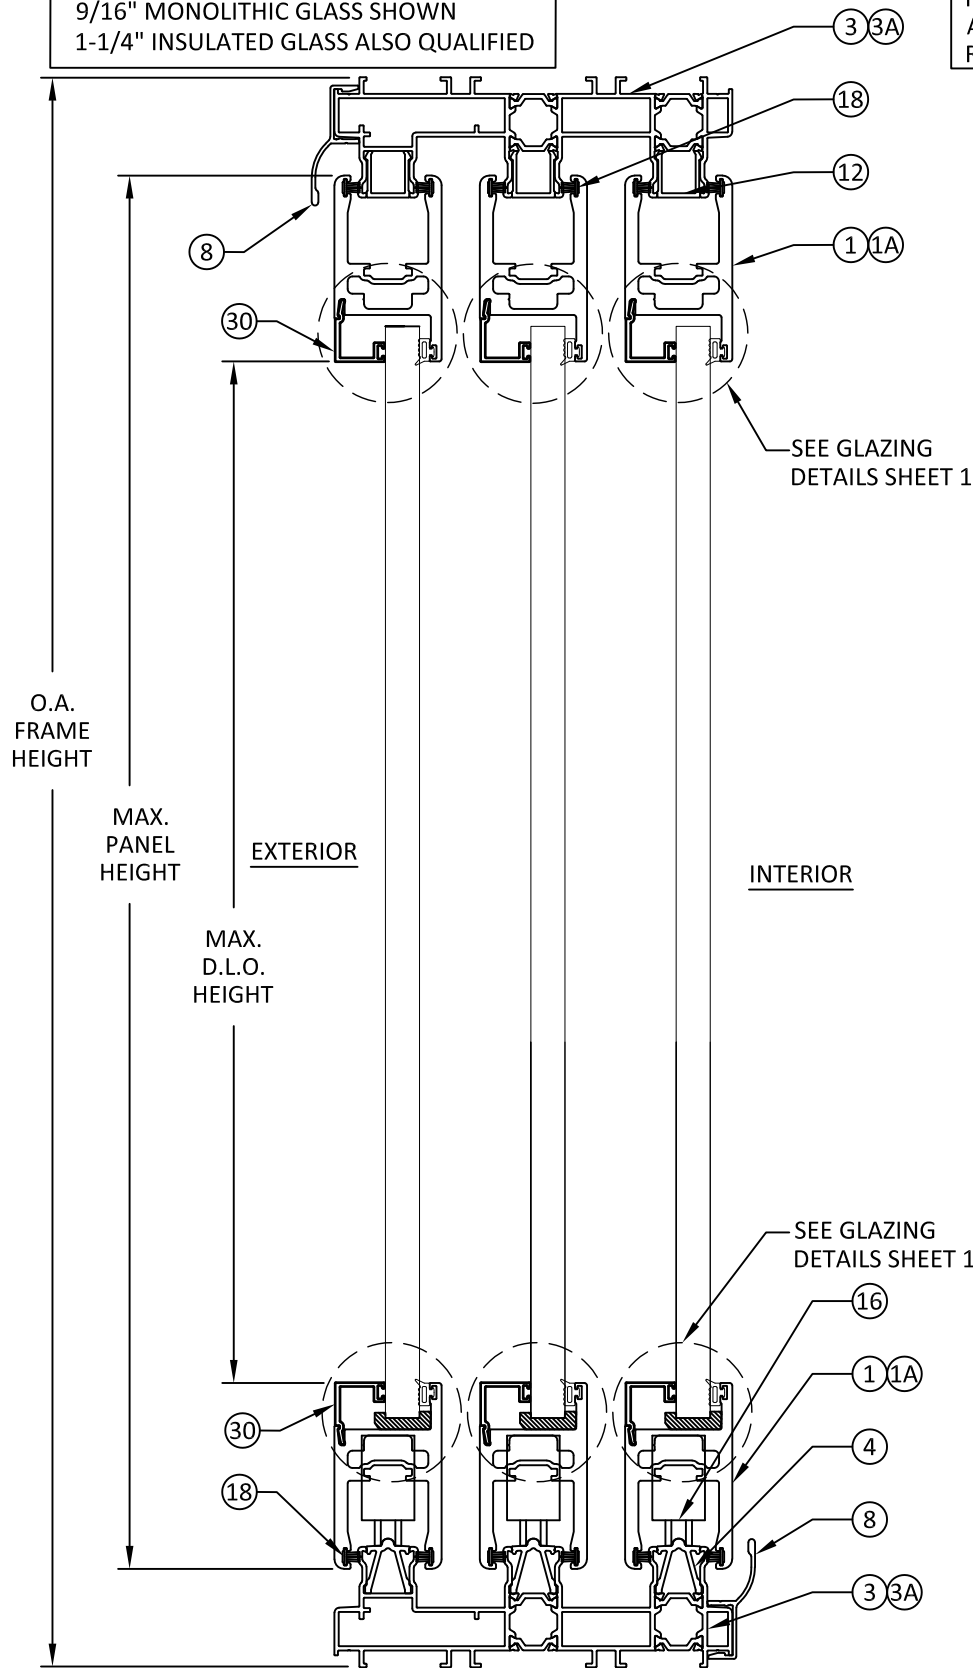 9/16" MONOLITHIC GLASS SHOWN
1-1/4" INSULATED GLASS ALSO QUALIFIED
3 3A
18
12
8
1 1A
30
SEE GLAZING
DETAILS SHEET 1
O.A.
FRAME
HEIGHT
MAX.
PANEL
HEIGHT
EXTERIOR
INTERIOR
MAX.
D.L.O.
HEIGHT
SEE GLAZING
DETAILS SHEET 1
16
1 1A
30
4
18
8
3 3A